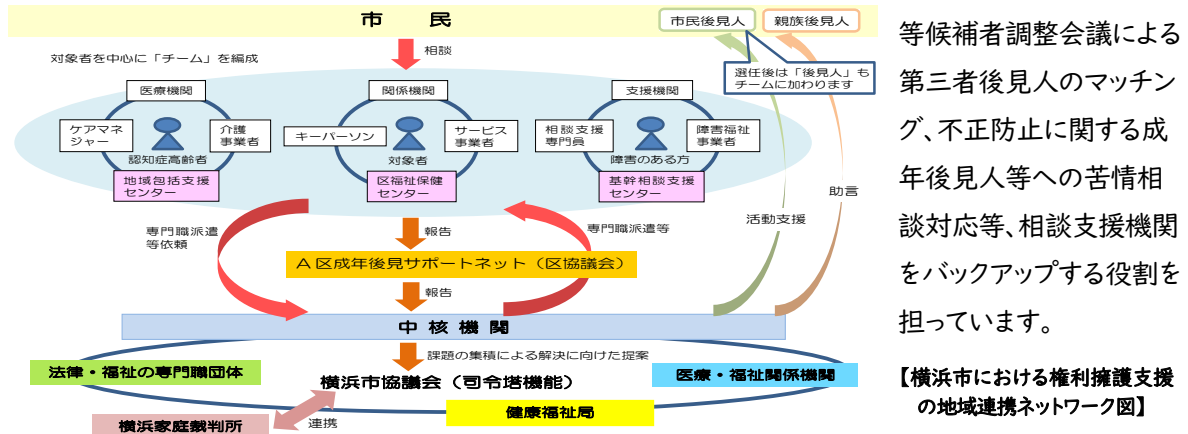 市 民
市民後見人
親族後見人
対象者を中心に「チーム」を編成
相談
選任後は「後見人」も
チームに加わります
医療機関
ケアマネ
ジャー
介護
事業者
認知症高齢者
地域包括支援
センター
関係機関
キーパーソン
サービス
事業者
対象者
区福祉保健
センター
支援機関
相談支援
専門員
障害福祉
事業者
障害のある方
基幹相談支援
センター
専門職派遣
等依頼
報告
専門職派遣等
活動支援
助言
A区成年後見サポートネット(区協議会)
報告
中 核 機 関
課題の集積による解決に向けた提案
法律・福祉の専門職団体
横浜市協議会(司令塔機能)
医療・福祉関係機関
健康福祉局
横浜家庭裁判所
連携
等候補者調整会議による
第三者後見人のマッチン
グ、不正防止に関する成
年後見人等への苦情相
談対応等、相談支援機関
をバックアップする役割を
担っています。
【横浜市における権利擁護支援
の地域連携ネットワーク図】